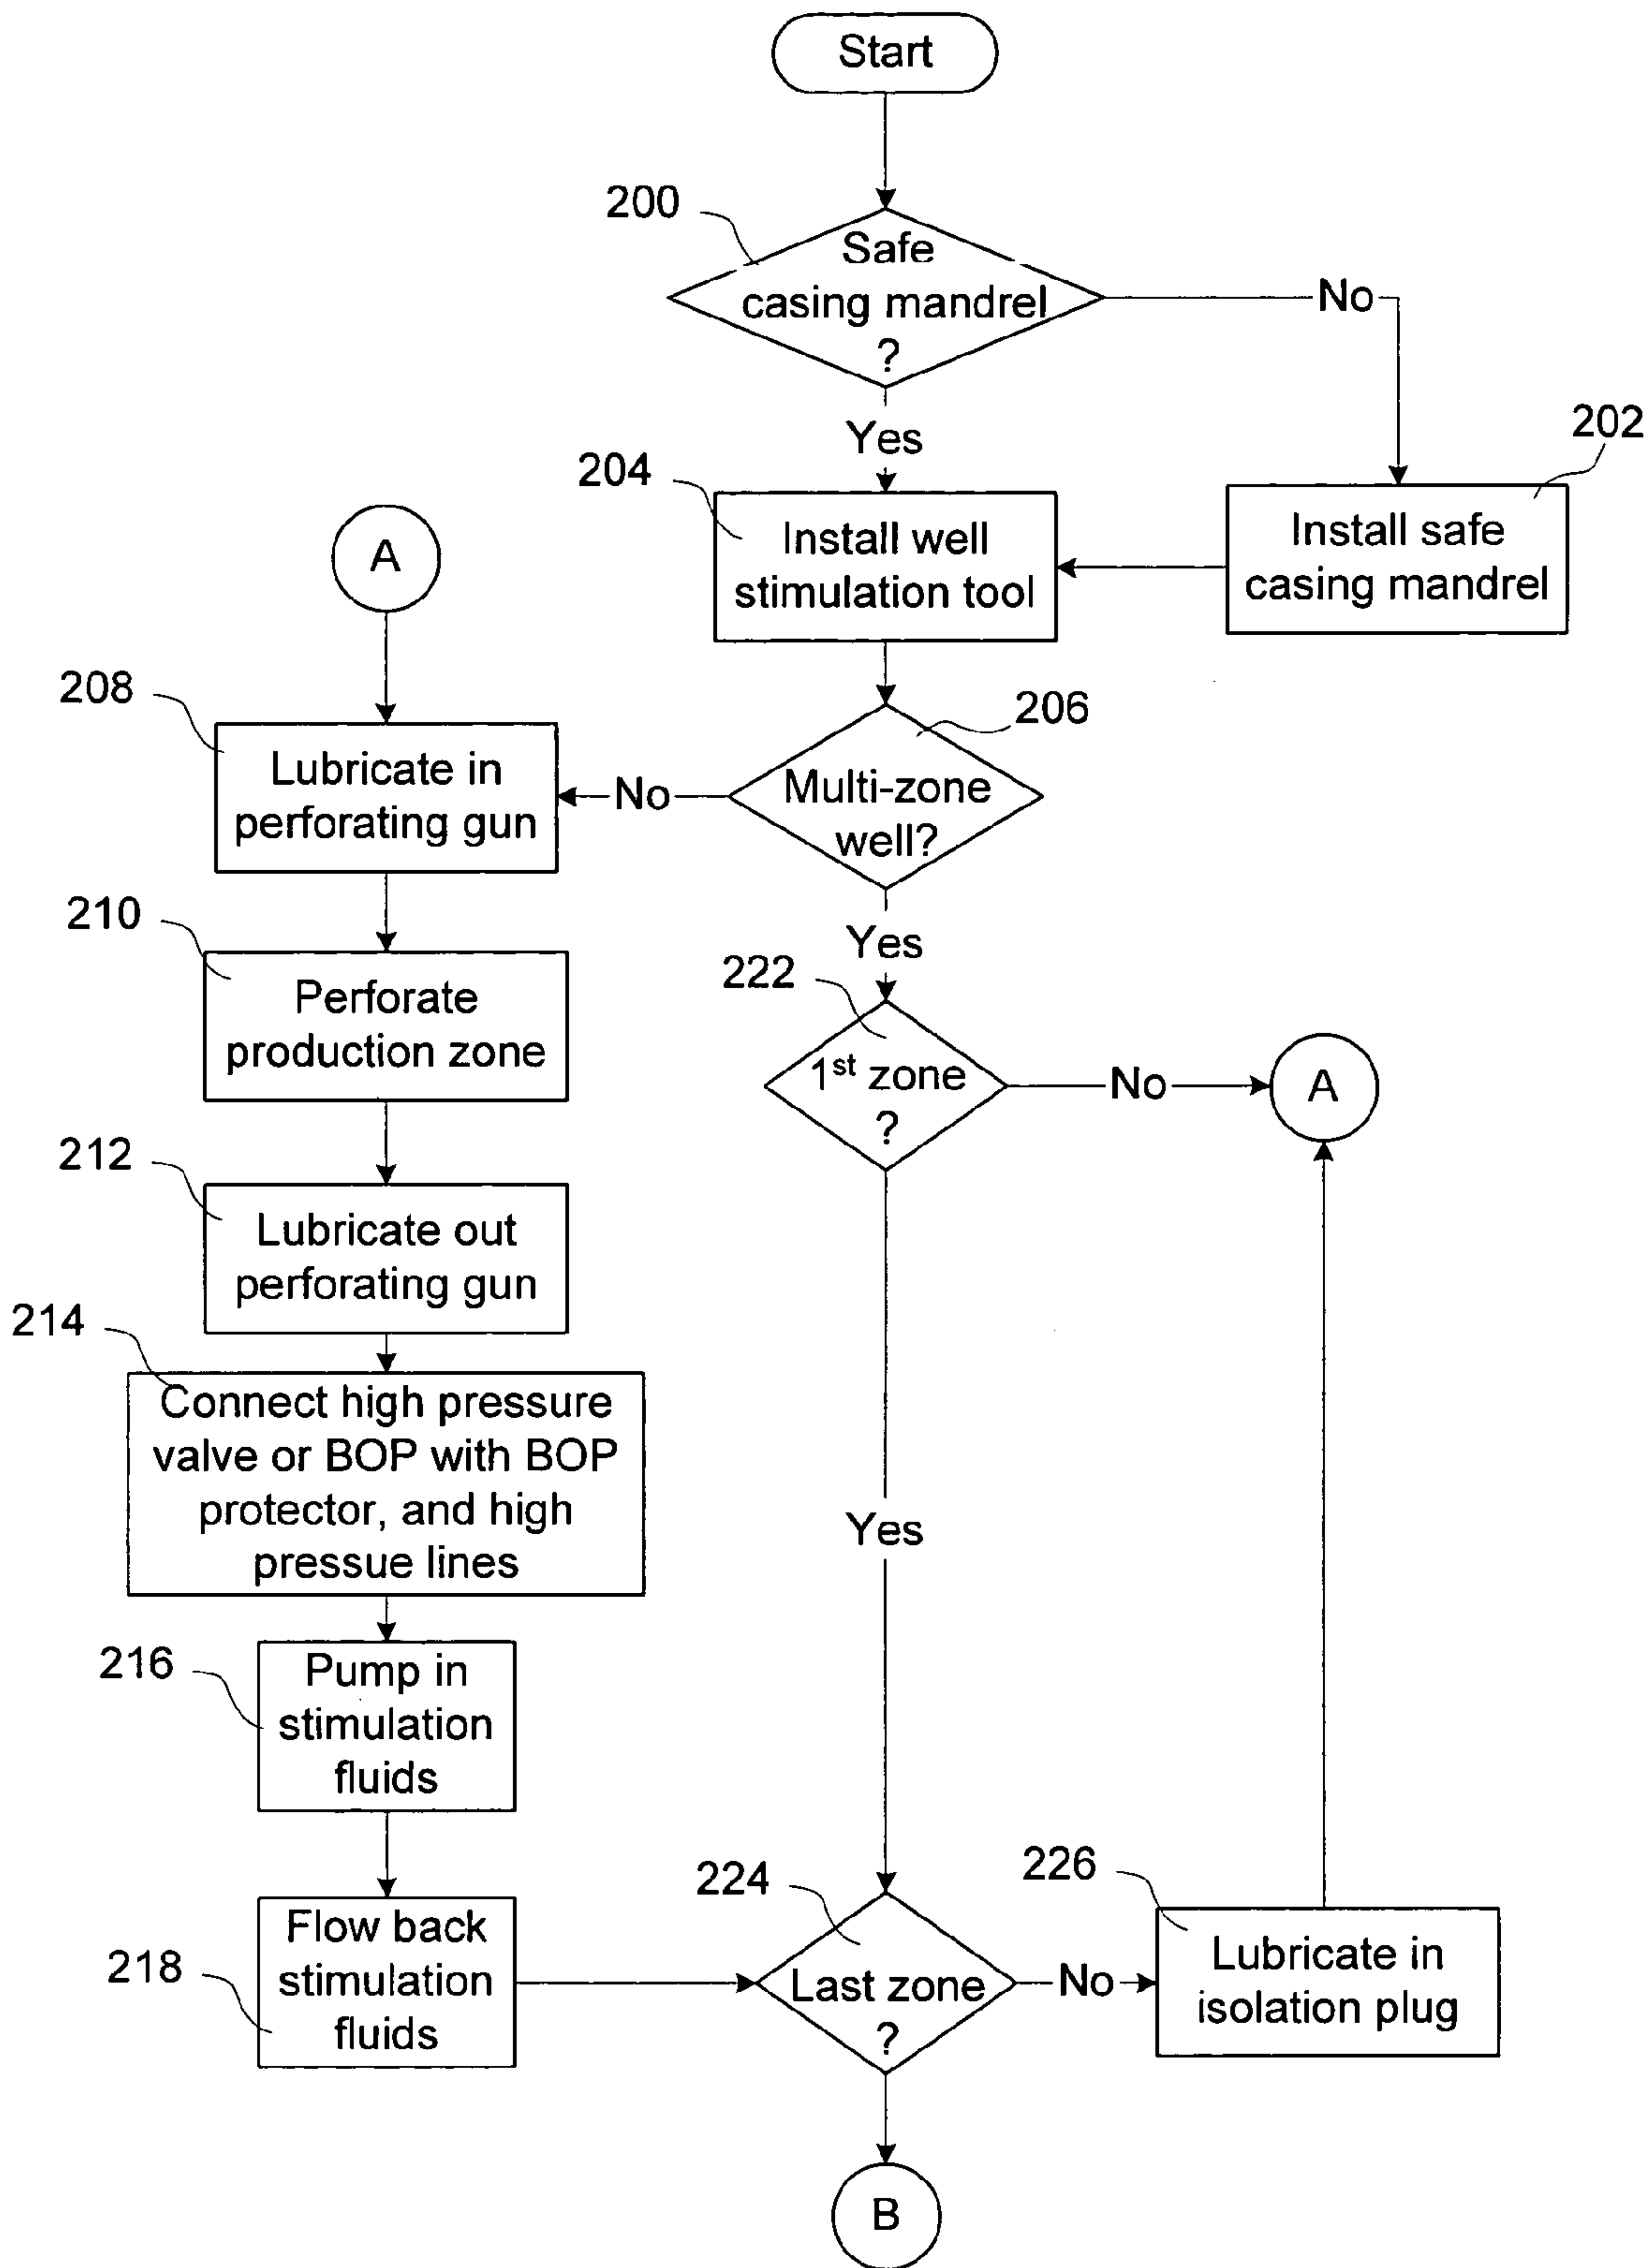 Start
200
Safe
casing mandrel
?
No
Yes
202
204
Install well
stimulation tool
Install safe
casing mandrel
A
208
206
Lubricate in
perforating gun
No
Multi-zone
well?
210
Yes
222
Perforate
production zone
1st zone
?
No
A
212
Lubricate out
perforating gun
214
Connect high pressure
valve or BOP with BOP
protector, and high
pressue lines
Yes
216
Pump in
stimulation
fluids
224
226
218
Flow back
stimulation
fluids
Last zone
?
No
Lubricate in
isolation plug
B